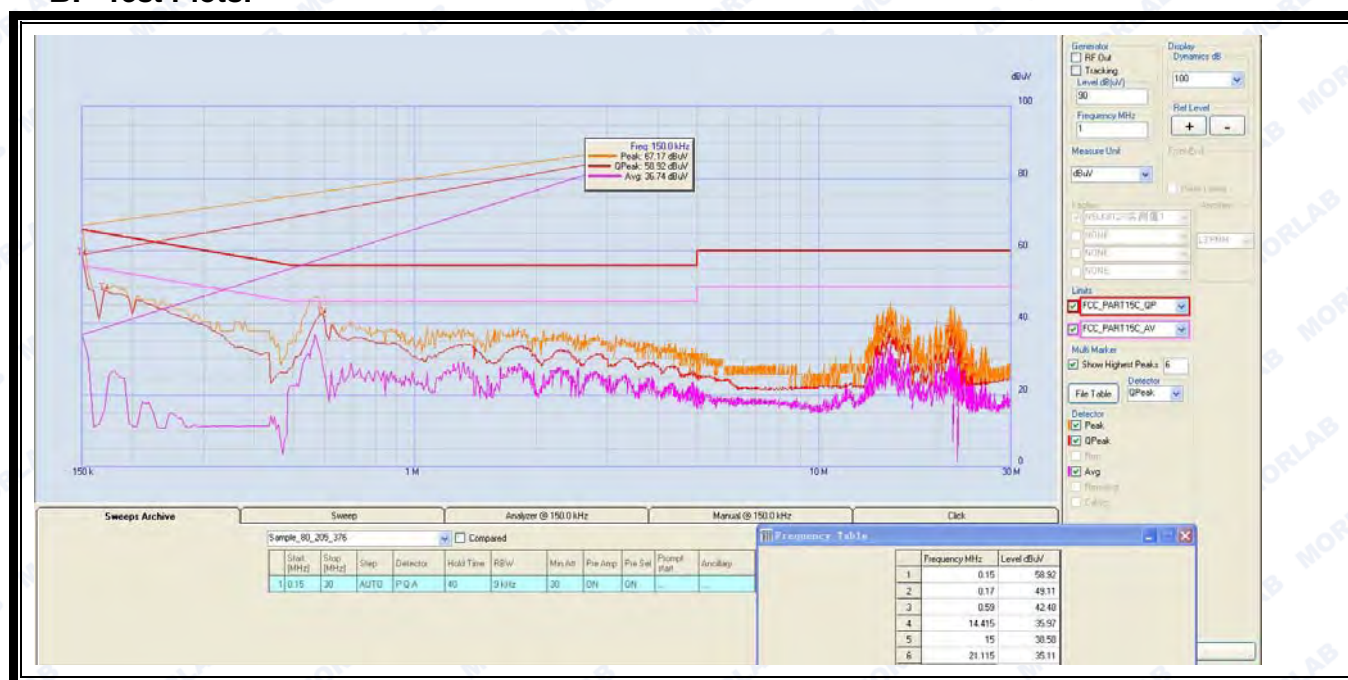 B. Test Plots:
dBuV
100
80
60
40
20
0
150 k
1 M
10 M
30 M
Freq: 150.0 kHz
Peak: 67.17 dBuV
QPeak: 58.92 dBuV
Avg: 36.74 dBuV
Generator
RF Out
Tracking
Level dB(uV)
90
Frequency MHz
1
Display
Dynamics dB
100
Ref Level
+ -
Measure Unit
dBuV
NONE
NONE
NONE
Limits
FCC_PART15C_QP
FCC_PART15C_AV
Multi Marker
Show Highest Peaks 6
File Table
Detector
QPeak
Detector
Peak
QPeak
Avg
Sweeps Archive
Sweep
Analyzer @ 150.0 kHz
Manual @ 150.0 kHz
Click
Sample_80_205_376
Compared
Start [MHz] Stop [MHz] Step Detector Hold Time RBW Min Att Pre Amp Pre Sel Prompt start Ancillary
1 0.15 30 AUTO P Q A 40 9 kHz 30 ON ON ... ...
Frequency Table
Frequency MHz Level dBuV
1 0.15 58.92
2 0.17 49.11
3 0.59 42.40
4 14.415 35.97
5 15 38.58
6 21.115 35.11
MORLAB